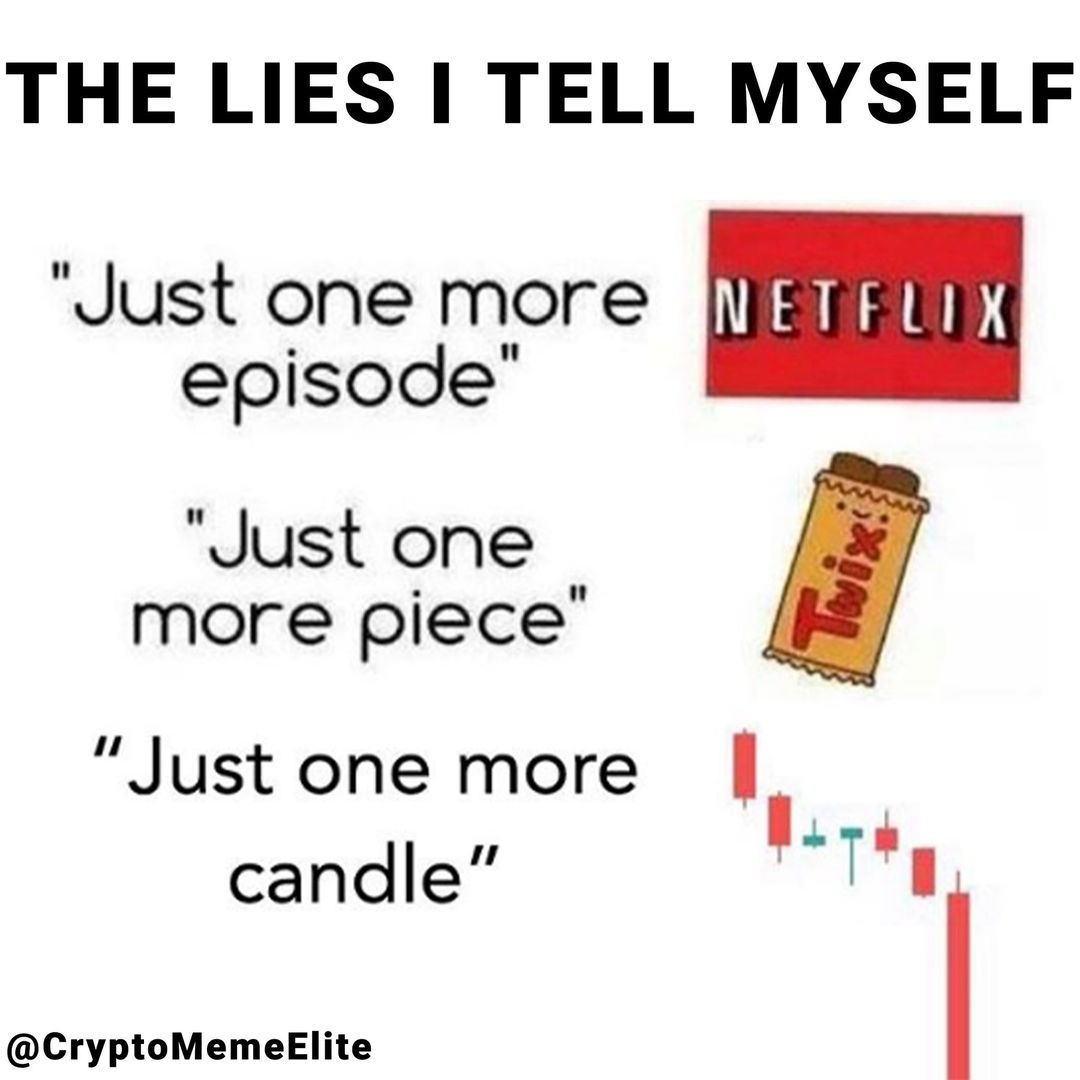 THE LIES I TELL MYSELF
"Just one more
episode"
NETFLIX
"Just one
more piece"
Twix
“Just one more
candle”
@CryptoMemeElite